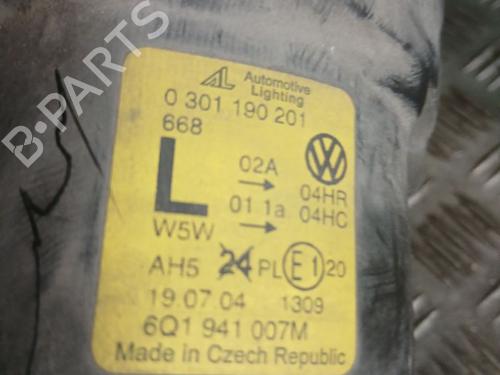 AL Automotive
Lighting
0 301 190 201
668
L 02A 04HR
01 1a 04HC
W5W
AH5 24 PL E1 20
19.07.04 1309
6Q1 941 007M
Made in Czech Republic
B-PARTS